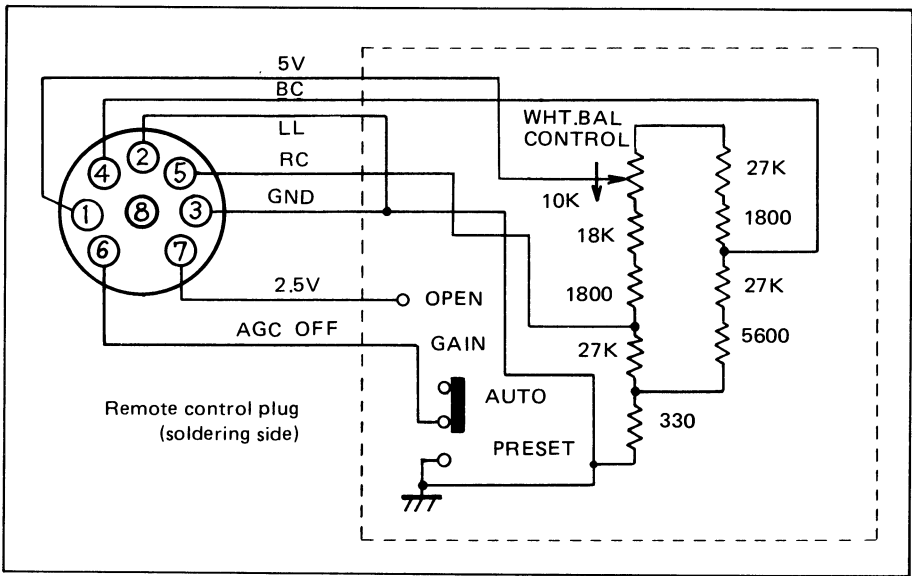 5V
BC
LL
RC
GND
2.5V
AGC OFF
4
2
5
1
8
3
6
7
WHT.BAL
CONTROL
10K
18K
1800
27K
27K
1800
27K
5600
330
OPEN
GAIN
AUTO
PRESET
Remote control plug
(soldering side)